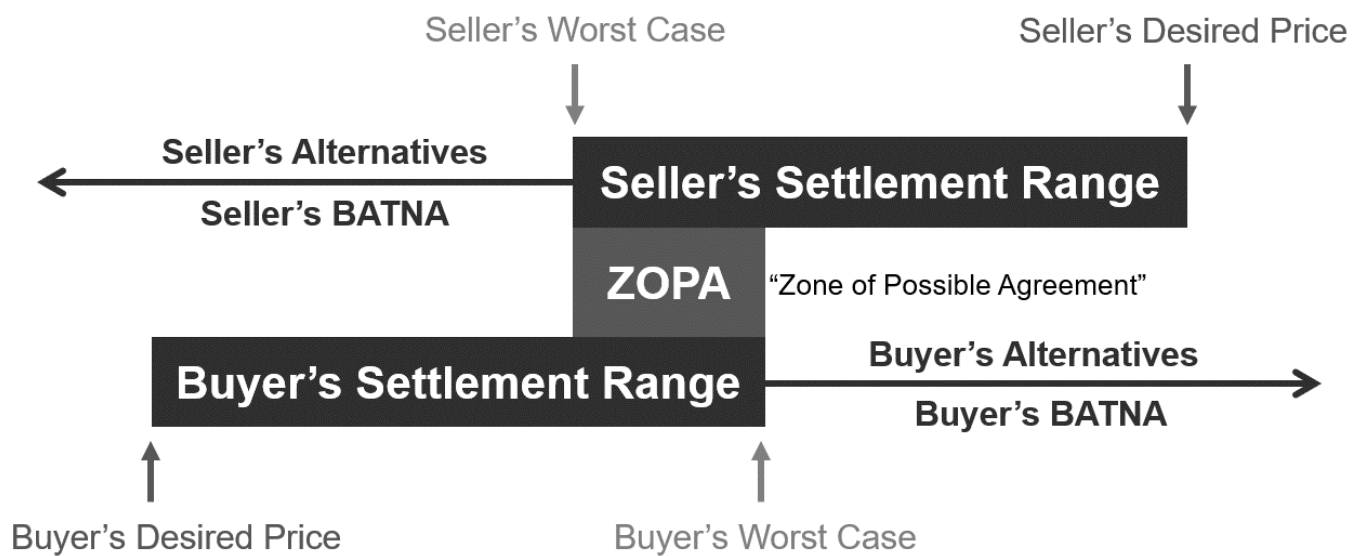 Seller’s Worst Case
Seller’s Desired Price
Seller’s Alternatives
Seller’s BATNA
Seller’s Settlement Range
ZOPA
“Zone of Possible Agreement”
Buyer’s Settlement Range
Buyer’s Alternatives
Buyer’s BATNA
Buyer’s Desired Price
Buyer’s Worst Case